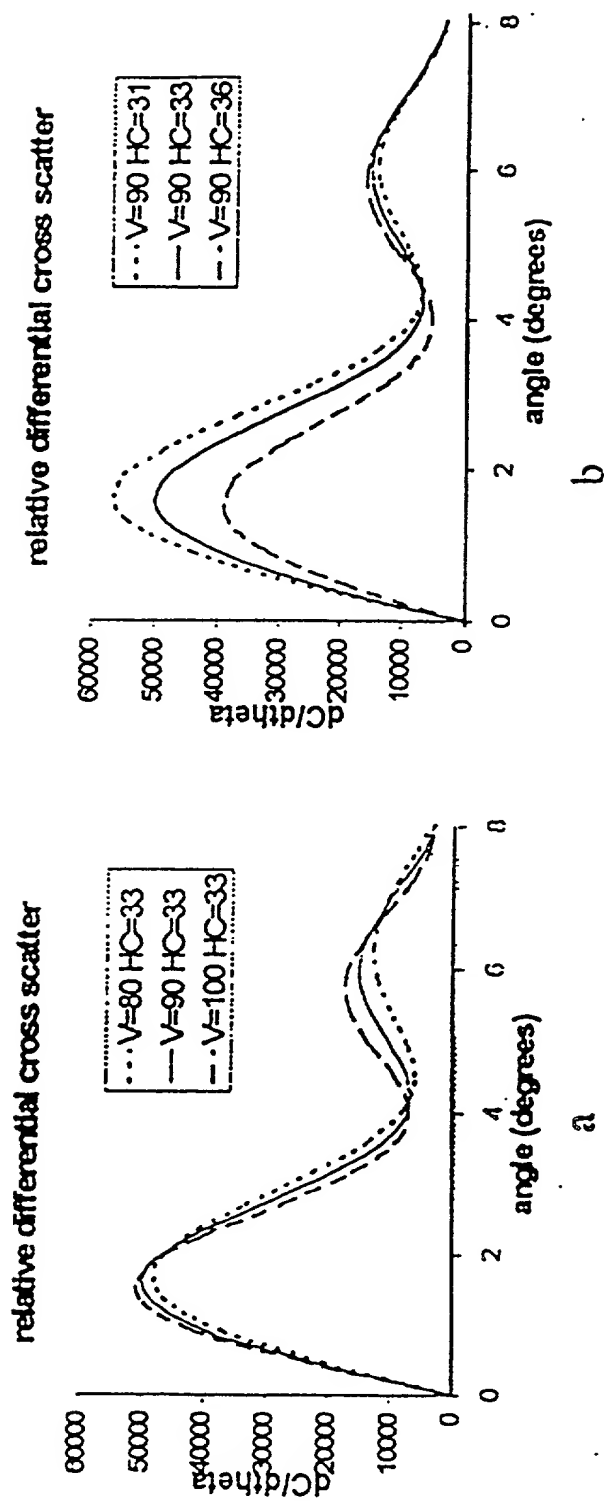 relative differential cross scatter
V=80 HC=33
V=90 HC=33
V=100 HC=33
dC/dtheta
60000
50000
40000
30000
20000
10000
0
0 2 4 6 8
angle (degrees)
a
relative differential cross scatter
V=90 HC=31
V=90 HC=33
V=90 HC=36
dC/dtheta
60000
50000
40000
30000
20000
10000
0
0 2 4 6 8
angle (degrees)
b